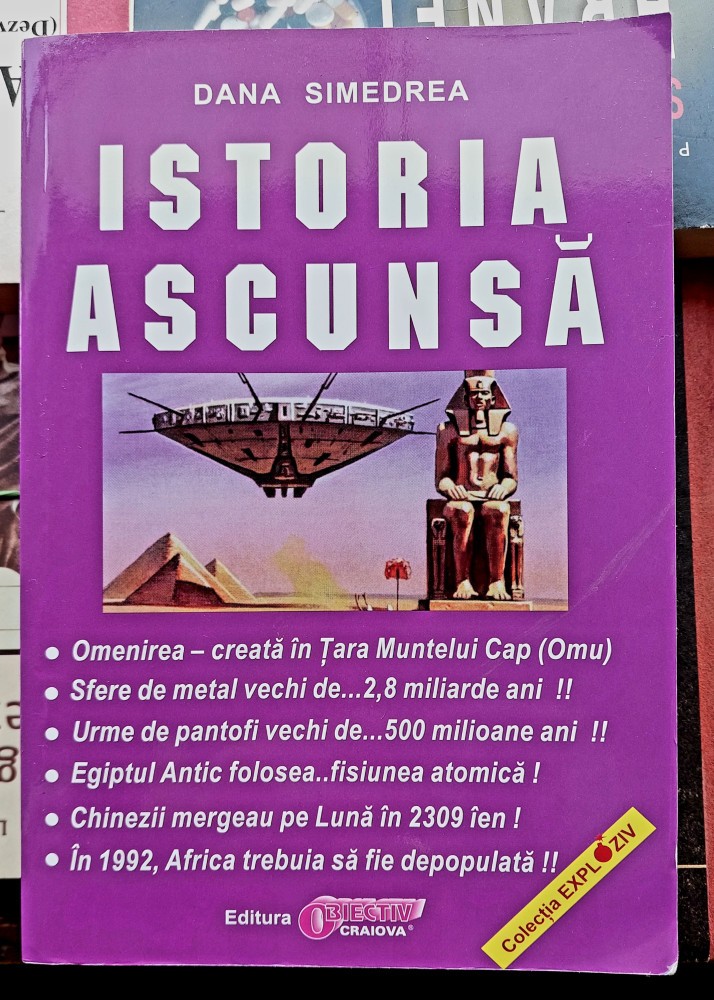 (Dezv
DANA SIMEDREA
ISTORIA
ASCUNSĂ
• Omenirea – creată în Țara Muntelui Cap (Omu)
• Sfere de metal vechi de...2,8 miliarde ani !!
• Urme de pantofi vechi de...500 milioane ani !!
• Egiptul Antic folosea..fisiunea atomică !
• Chinezii mergeau pe Lună în 2309 îen !
• În 1992, Africa trebuia să fie depopulată !!
Editura OBIECTIV
CRAIOVA®
Colecția EXPLOZIV